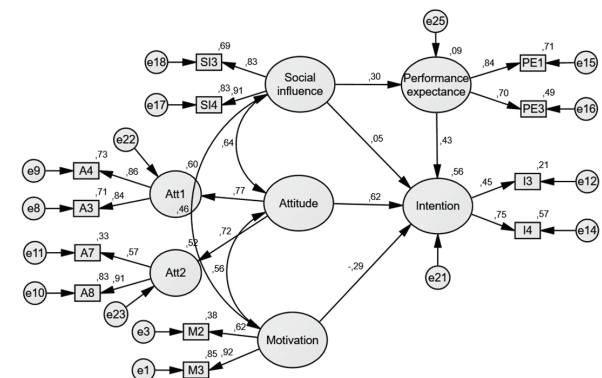 e25
,69
,09
,71
e18
SI3
,83
,84
PE1
e15
Social
influence
,30
Performance
expectance
,83
,91
,70
,49
e17
SI4
PE3
e16
e22
,05
,43
,73
,60
,64
e9
A4
,86
,56
,21
,71
,84
Att1
,77
Attitude
,62
,45
I3
e12
e8
A3
,46
Intention
,72
,75
,57
,33
,52
I4
e14
e11
A7
,57
,83
,91
Att2
,56
-,29
e21
e10
A8
e23
,38
e3
M2
,62
Motivation
,85
,92
e1
M3